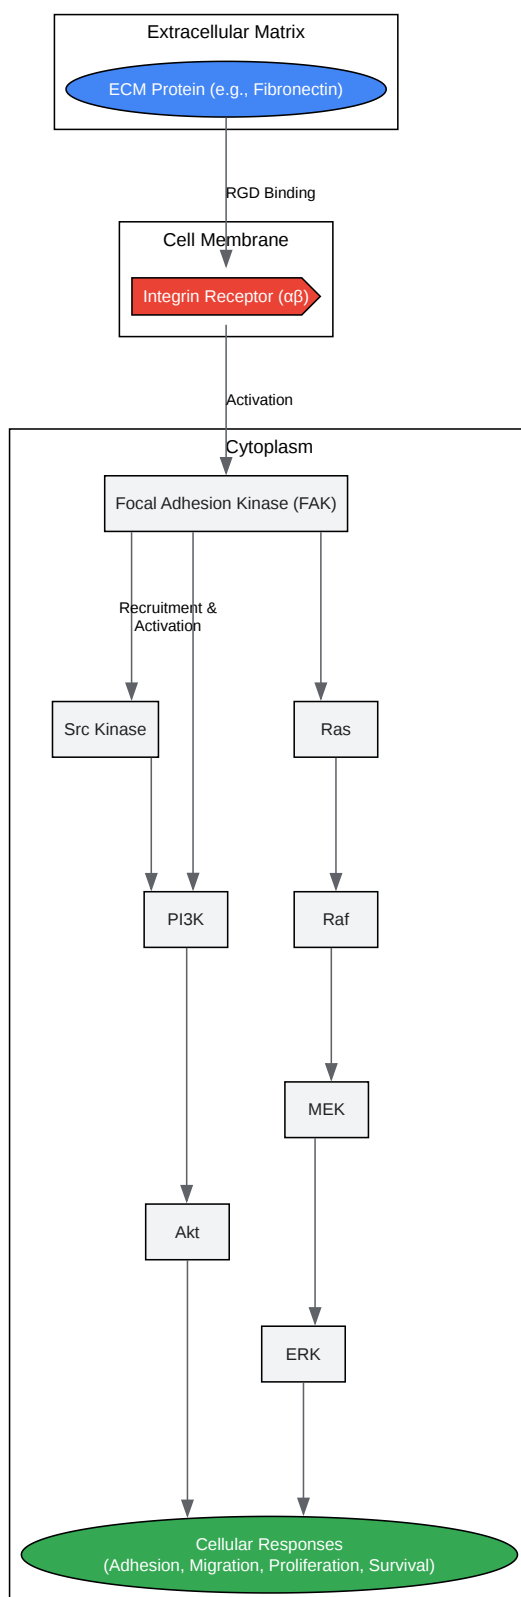 Extracellular Matrix
ECM Protein (e.g., Fibronectin)
RGD Binding
Cell Membrane
Integrin Receptor (αβ)
Activation
Cytoplasm
Focal Adhesion Kinase (FAK)
Recruitment &
Activation
Src Kinase
Ras
PI3K
Raf
MEK
Akt
ERK
Cellular Responses
(Adhesion, Migration, Proliferation, Survival)